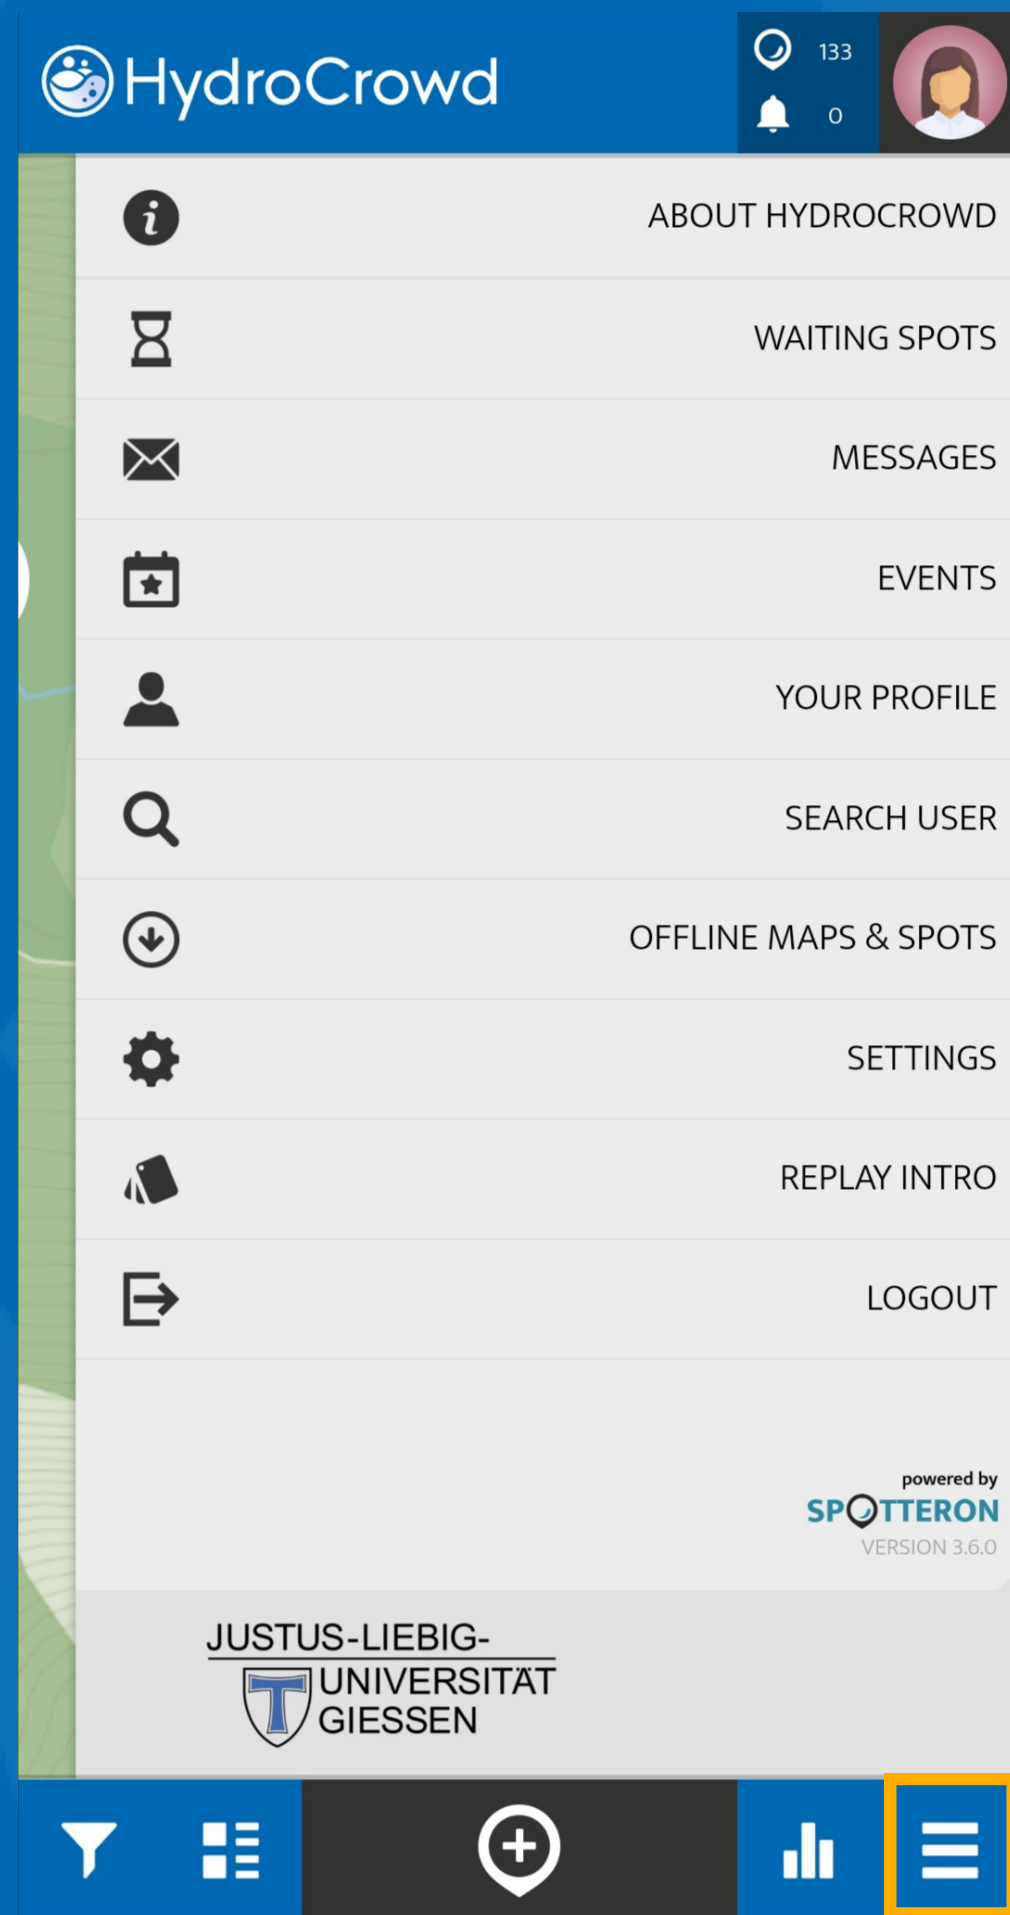 HydroCrowd
133
0
ABOUT HYDROCROWD
WAITING SPOTS
MESSAGES
EVENTS
YOUR PROFILE
SEARCH USER
OFFLINE MAPS & SPOTS
SETTINGS
REPLAY INTRO
LOGOUT
powered by
SPOTTERON
VERSION 3.6.0
JUSTUS-LIEBIG-
UNIVERSITÄT
GIESSEN